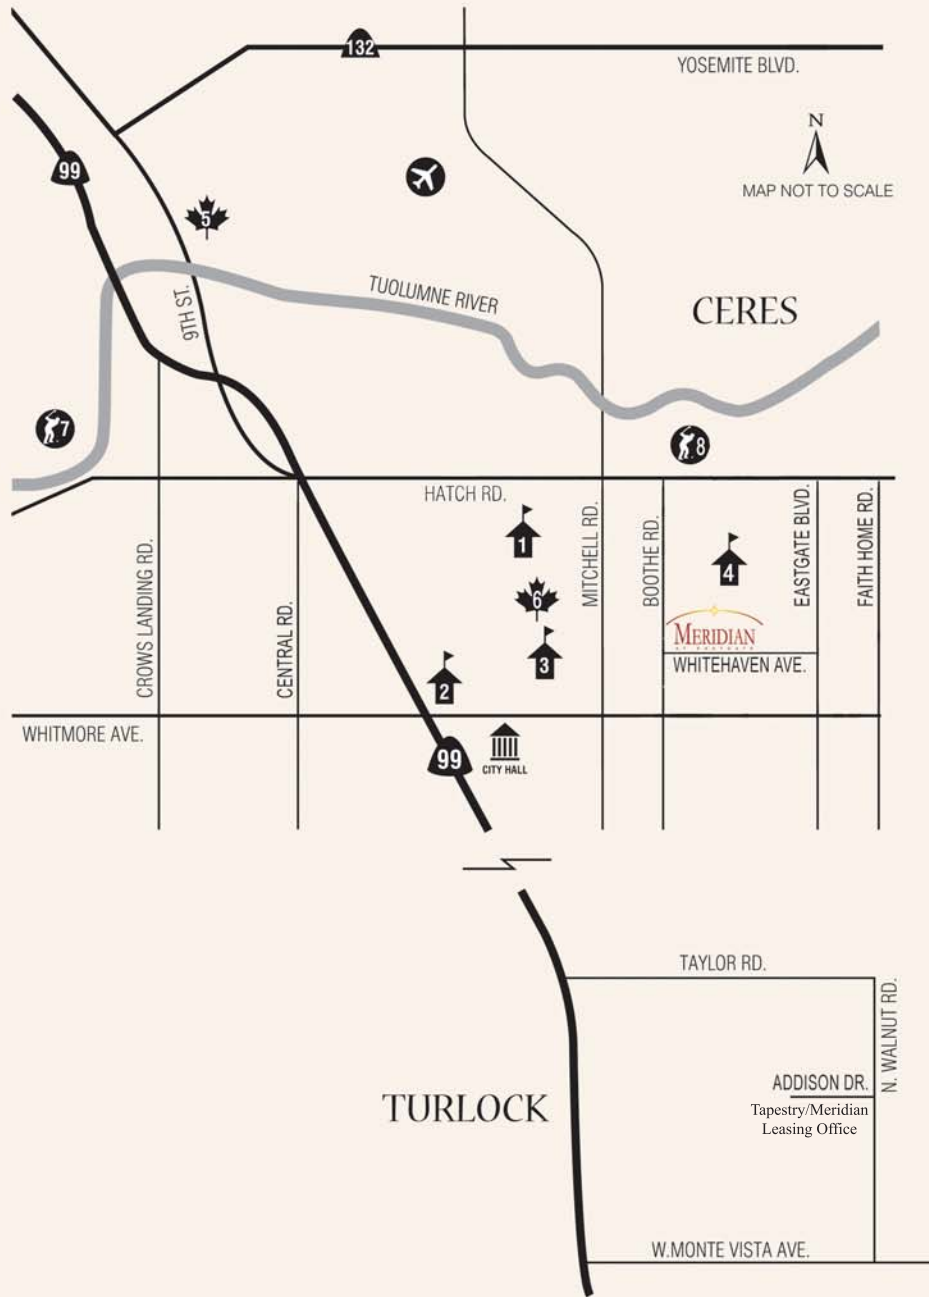 132
YOSEMITE BLVD.
N
MAP NOT TO SCALE
99
5
TUOLUMNE RIVER
9TH ST.
CERES
7
8
HATCH RD.
CROWS LANDING RD.
CENTRAL RD.
MITCHELL RD.
BOOTHE RD.
EASTGATE BLVD.
FAITH HOME RD.
1
4
6
MERIDIAN
AT EASTGATE
3
WHITEHAVEN AVE.
2
WHITMORE AVE.
99
CITY HALL
TAYLOR RD.
N. WALNUT RD.
ADDISON DR.
Tapestry/Meridian
Leasing Office
TURLOCK
W.MONTE VISTA AVE.